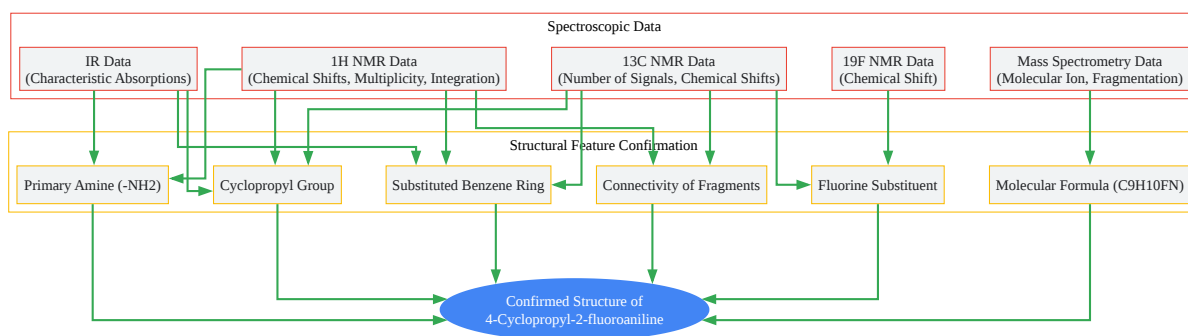 Spectroscopic Data
IR Data
(Characteristic Absorptions)
1H NMR Data
(Chemical Shifts, Multiplicity, Integration)
13C NMR Data
(Number of Signals, Chemical Shifts)
19F NMR Data
(Chemical Shift)
Mass Spectrometry Data
(Molecular Ion, Fragmentation)
Structural Feature Confirmation
Primary Amine (-NH2)
Cyclopropyl Group
Substituted Benzene Ring
Connectivity of Fragments
Fluorine Substituent
Molecular Formula (C9H10FN)
Confirmed Structure of
4-Cyclopropyl-2-fluoroaniline